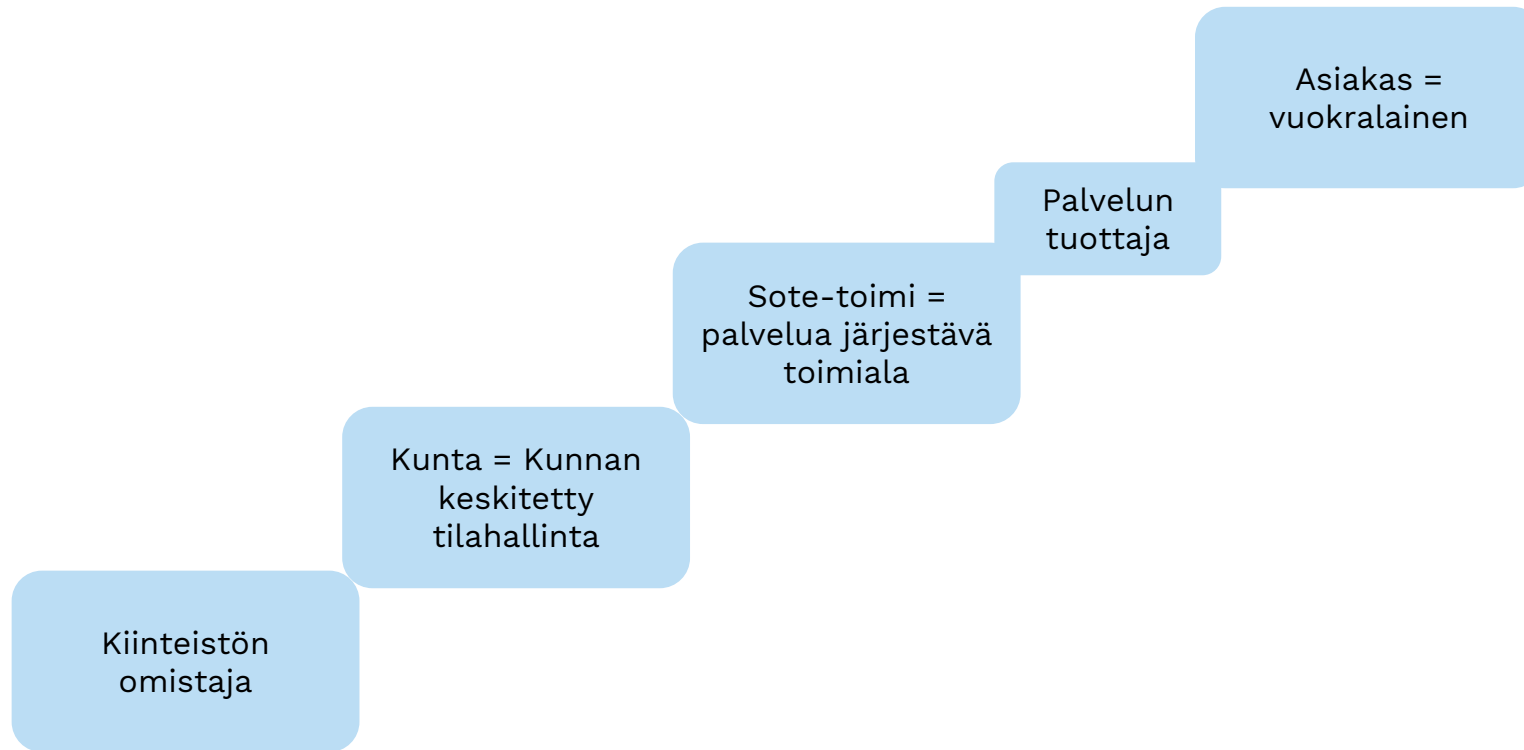 Asiakas =
vuokralainen
Palvelun
tuottaja
Sote-toimi =
palvelua järjestävä
toimiala
Kunta = Kunnan
keskitetty
tilahallinta
Kiinteistön
omistaja